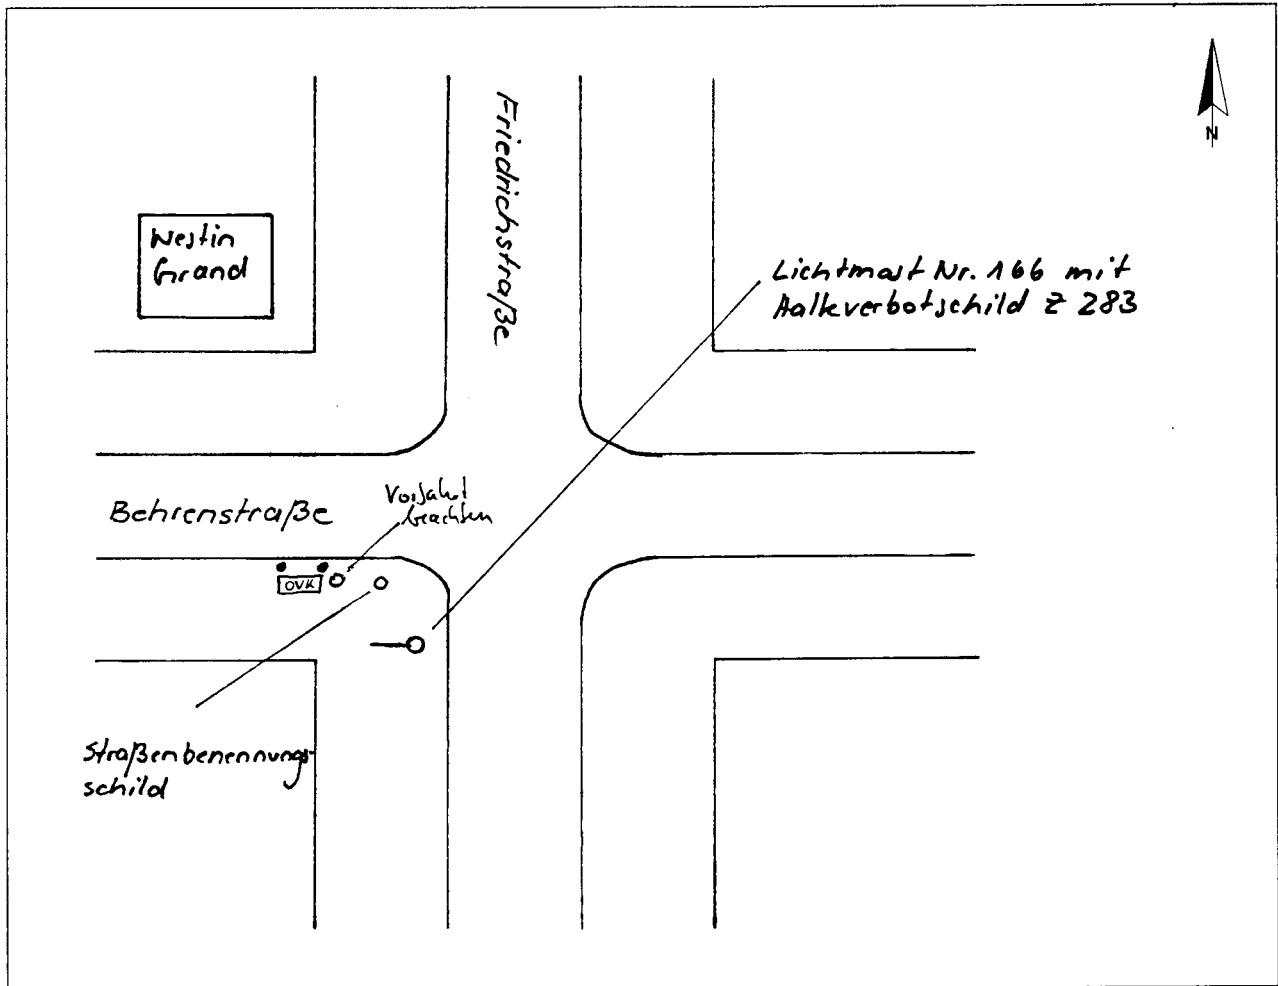 N
Friedrichstraße
Westin
Grand
Lichtmast Nr. 166 mit
Halteverbotschild Z 283
Behrenstraße
Vorfahrt
beachten
OVK
Straßenbenennungs-
schild